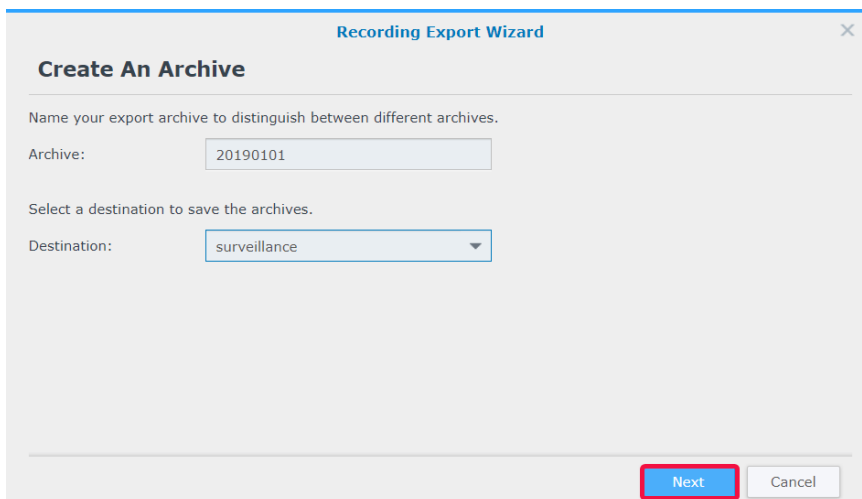 Recording Export Wizard
Create An Archive
Name your export archive to distinguish between different archives.
Archive: 20190101
Select a destination to save the archives.
Destination: surveillance
Next Cancel